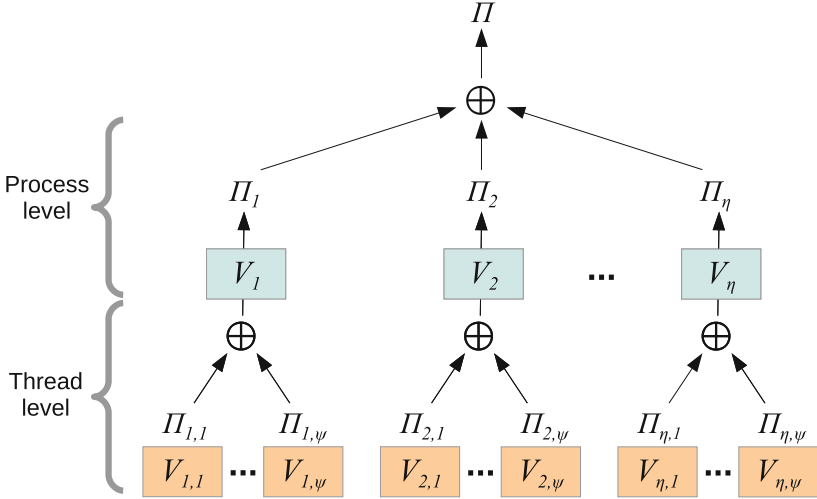 Π
Process
level
Π1 Π2 Πη
V1 V2 ... Vη
Thread
level
Π1,1 Π1,ψ Π2,1 Π2,ψ Πη,1 Πη,ψ
V1,1 ... V1,ψ V2,1 ... V2,ψ Vη,1 ... Vη,ψ